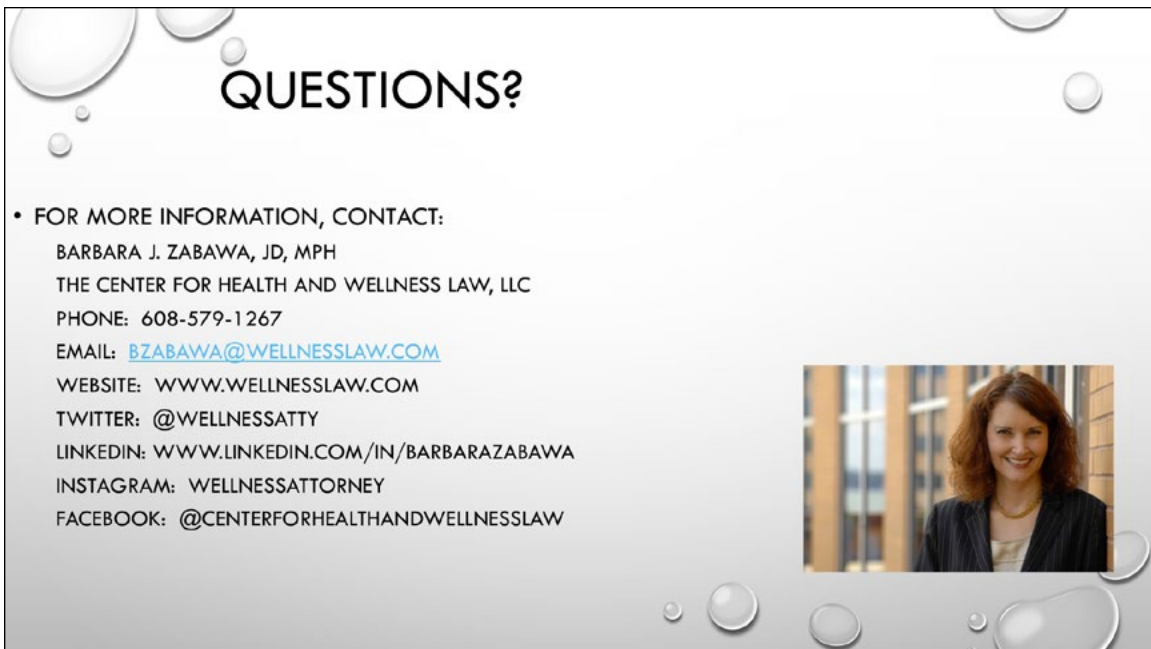 QUESTIONS?
• FOR MORE INFORMATION, CONTACT:
BARBARA J. ZABAWA, JD, MPH
THE CENTER FOR HEALTH AND WELLNESS LAW, LLC
PHONE: 608-579-1267
EMAIL: BZABAWA@WELLNESSLAW.COM
WEBSITE: WWW.WELLNESSLAW.COM
TWITTER: @WELLNESSATTY
LINKEDIN: WWW.LINKEDIN.COM/IN/BARBARAZABAWA
INSTAGRAM: WELLNESSATTORNEY
FACEBOOK: @CENTERFORHEALTHANDWELLNESSLAW